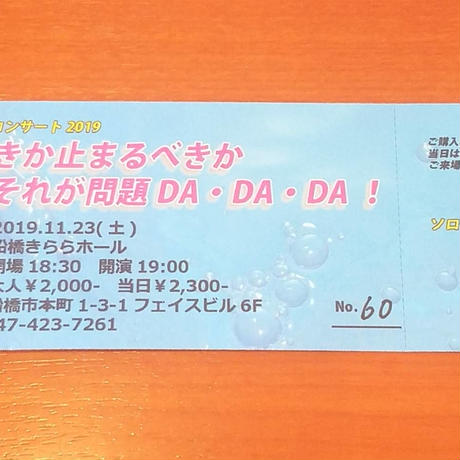 コンサート 2019
きか止まるべきか
それが問題 DA・DA・DA ！
2019.11.23( 土 )
船橋きららホール
開場 18:30 開演 19:00
大人￥2,000- 当日￥2,300-
船橋市本町 1-3-1 フェイスビル 6F
047-423-7261
No. 60
ご購入
当日は
ご来場
ソロ